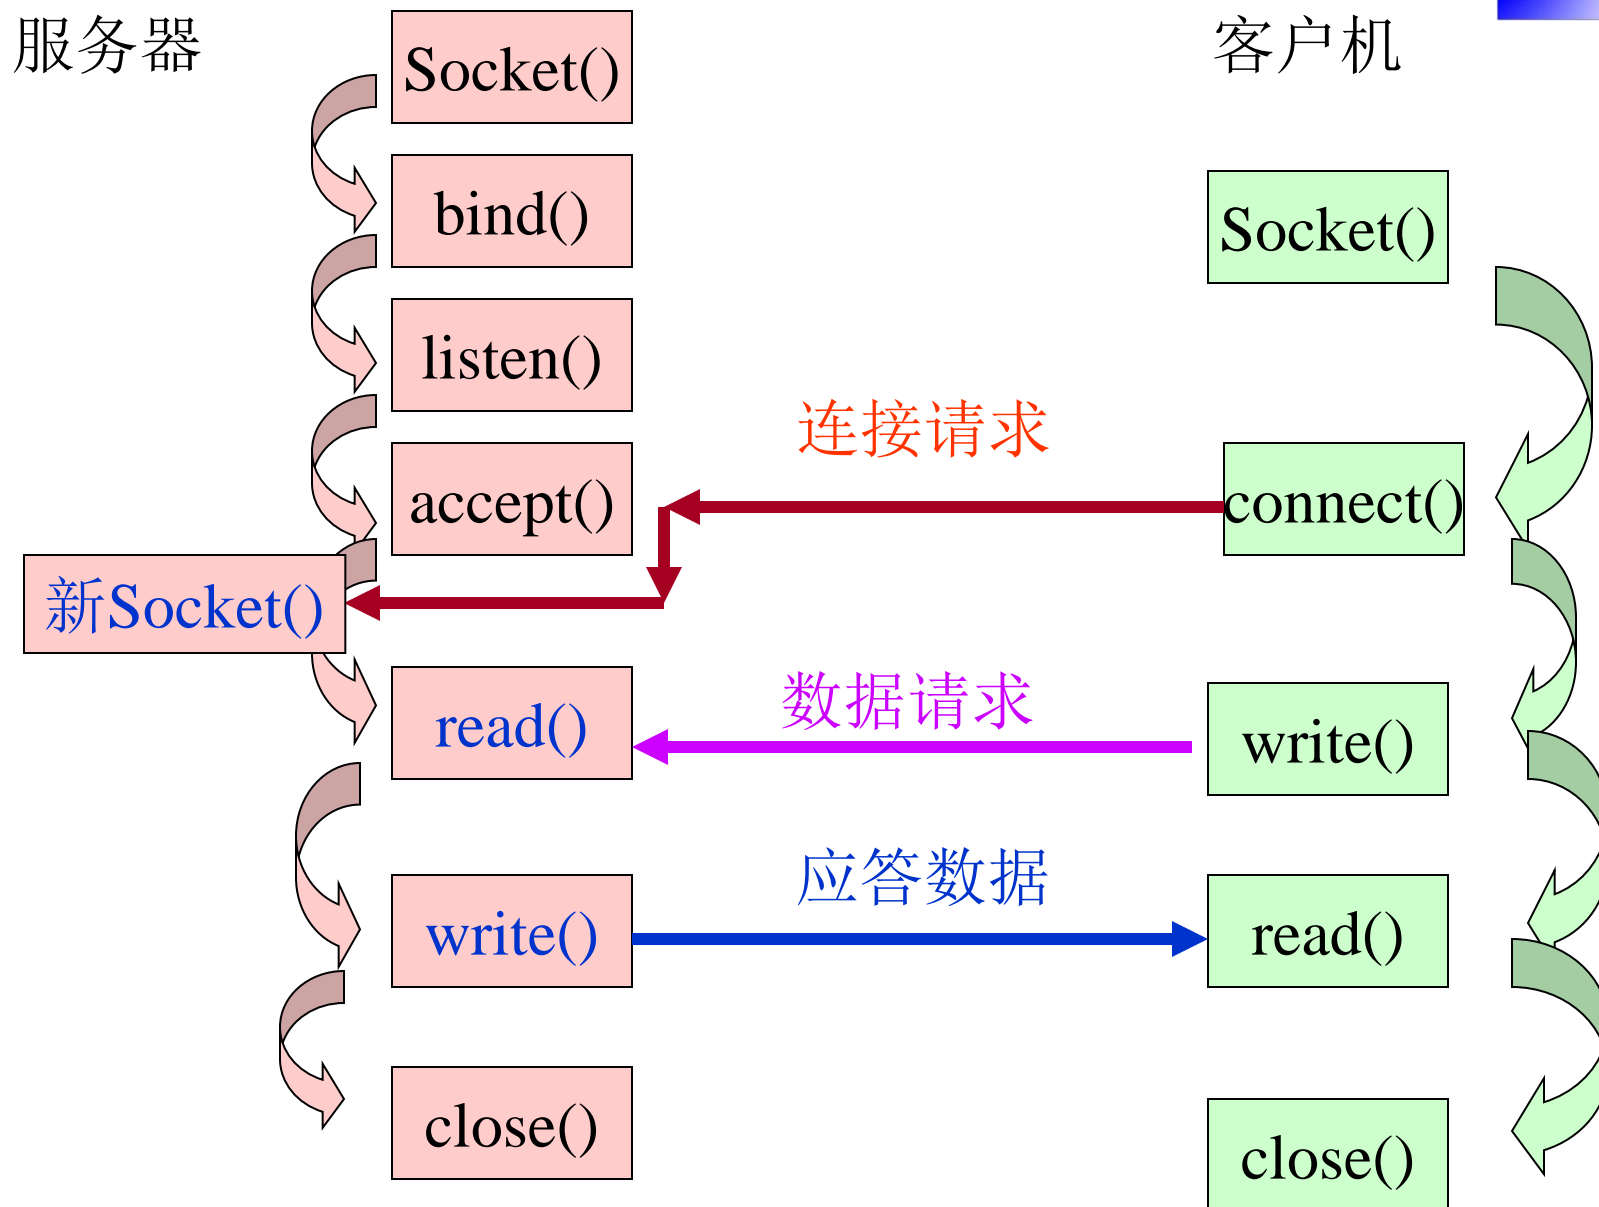 服务器
客户机
Socket()
bind()
Socket()
listen()
连接请求
accept()
connect()
新Socket()
数据请求
read()
write()
应答数据
write()
read()
close()
close()